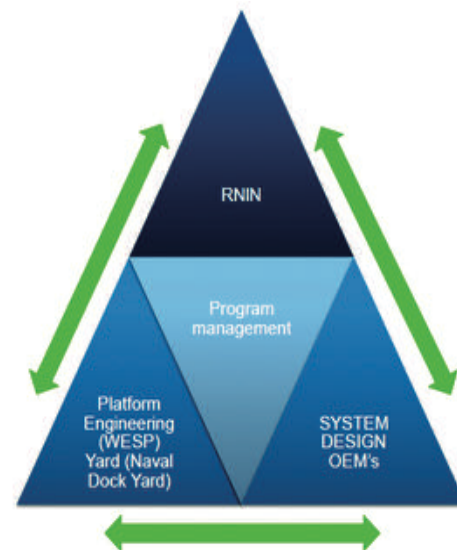 RNIN
Program
management
Platform
Engineering
(WESP)
Yard (Naval
Dock Yard)
SYSTEM
DESIGN
OEM's